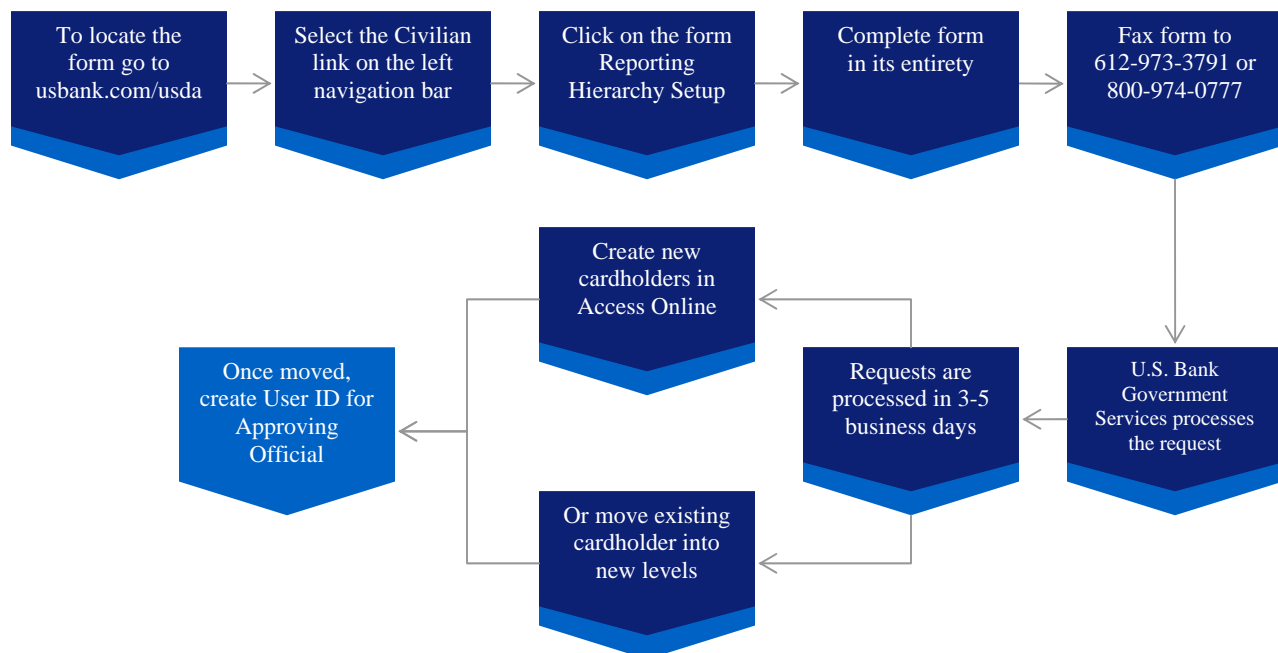 To locate the
form go to
usbank.com/usda
Select the Civilian
link on the left
navigation bar
Click on the form
Reporting
Hierarchy Setup
Complete form
in its entirety
Fax form to
612-973-3791 or
800-974-0777
U.S. Bank
Government
Services processes
the request
Requests are
processed in 3-5
business days
Create new
cardholders in
Access Online
Or move existing
cardholder into
new levels
Once moved,
create User ID for
Approving
Official